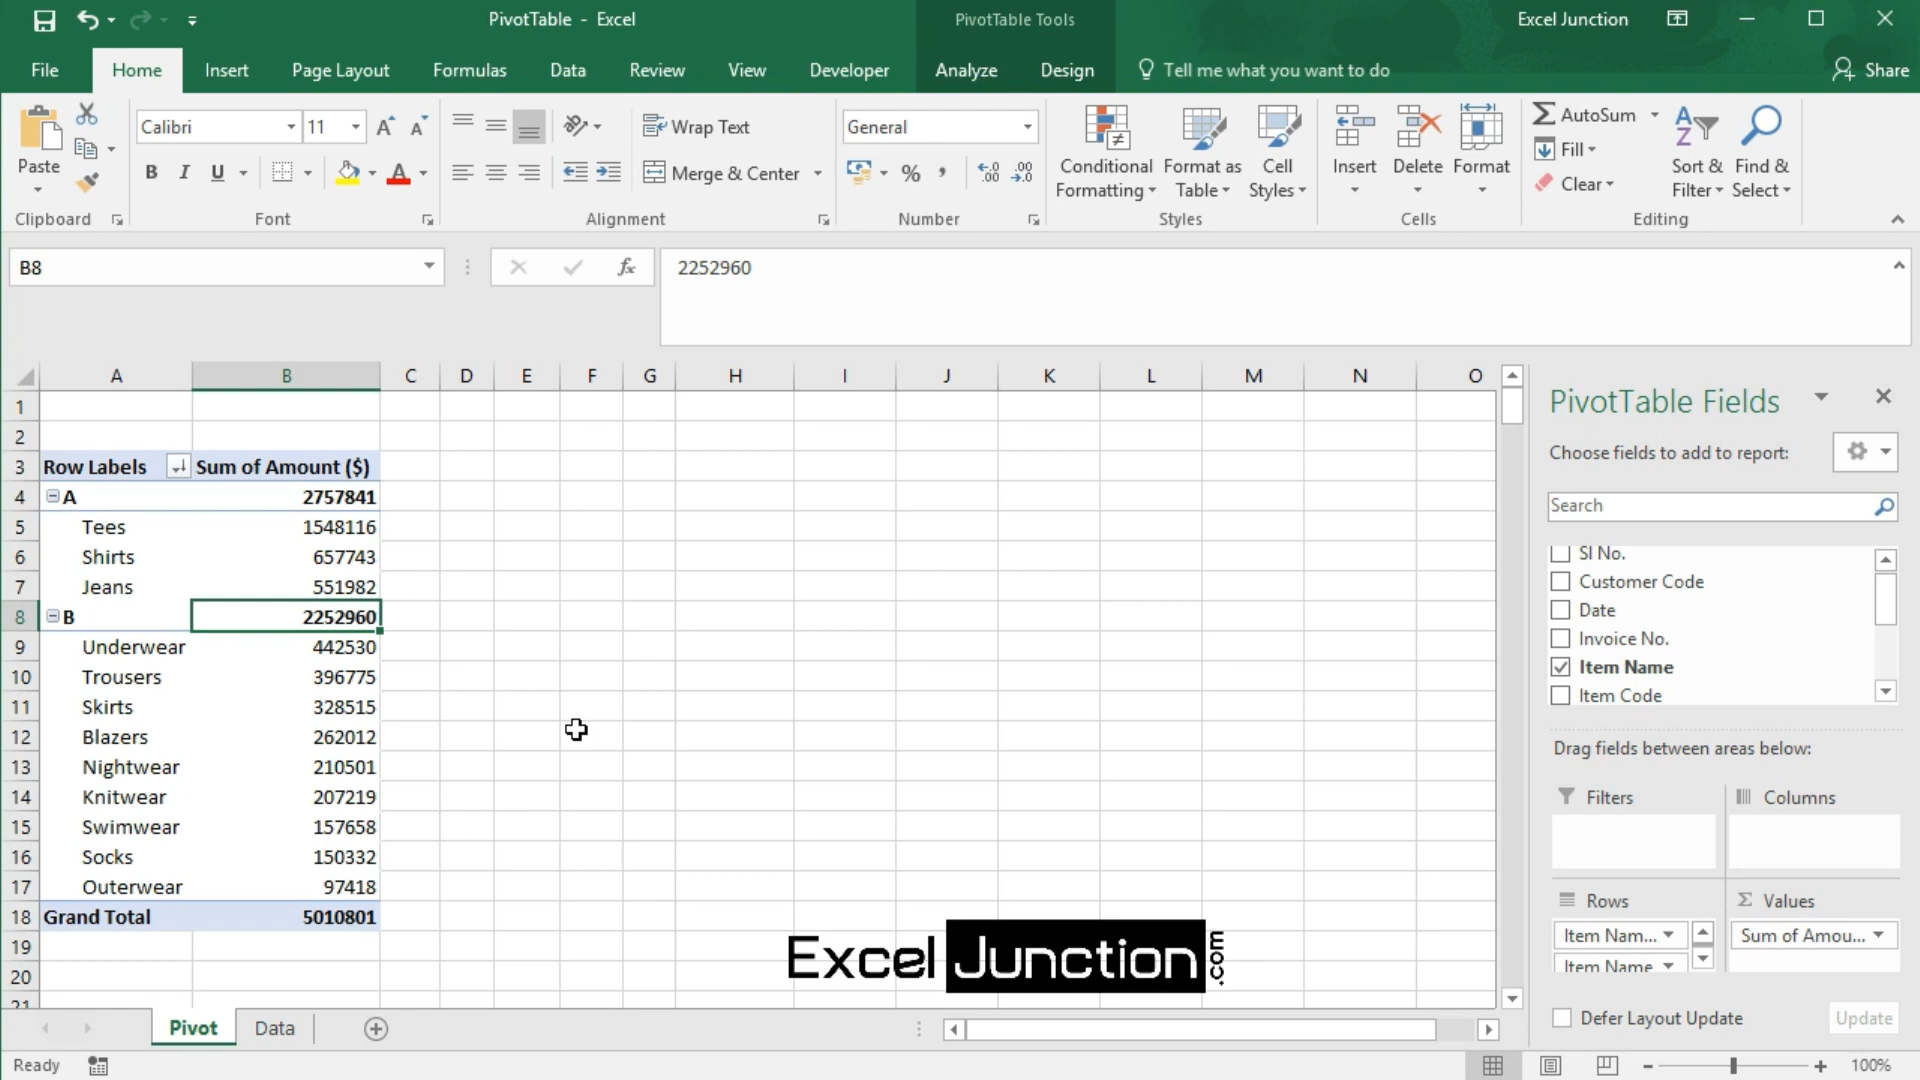 PivotTable - Excel
PivotTable Tools
Excel Junction
File Home Insert Page Layout Formulas Data Review View Developer Analyze Design Tell me what you want to do Share
Paste
Clipboard
Calibri 11
B I U
Font
Wrap Text
Merge & Center
Alignment
General
%
Number
Conditional Formatting
Format as Table
Cell Styles
Styles
Insert Delete Format
Cells
AutoSum
Fill
Clear
Sort & Filter
Find & Select
Editing
B8 fx 2252960
A B C D E F G H I J K L M N O
1
2
3 Row Labels Sum of Amount ($)
4 A 2757841
5 Tees 1548116
6 Shirts 657743
7 Jeans 551982
8 B 2252960
9 Underwear 442530
10 Trousers 396775
11 Skirts 328515
12 Blazers 262012
13 Nightwear 210501
14 Knitwear 207219
15 Swimwear 157658
16 Socks 150332
17 Outerwear 97418
18 Grand Total 5010801
19
20
21
Excel Junction .com
PivotTable Fields
Choose fields to add to report:
Search
Sl No.
Customer Code
Date
Invoice No.
Item Name
Item Code
Drag fields between areas below:
Filters Columns
Rows Values
Item Nam... Sum of Amou...
Item Name
Defer Layout Update Update
Pivot Data
Ready 100%